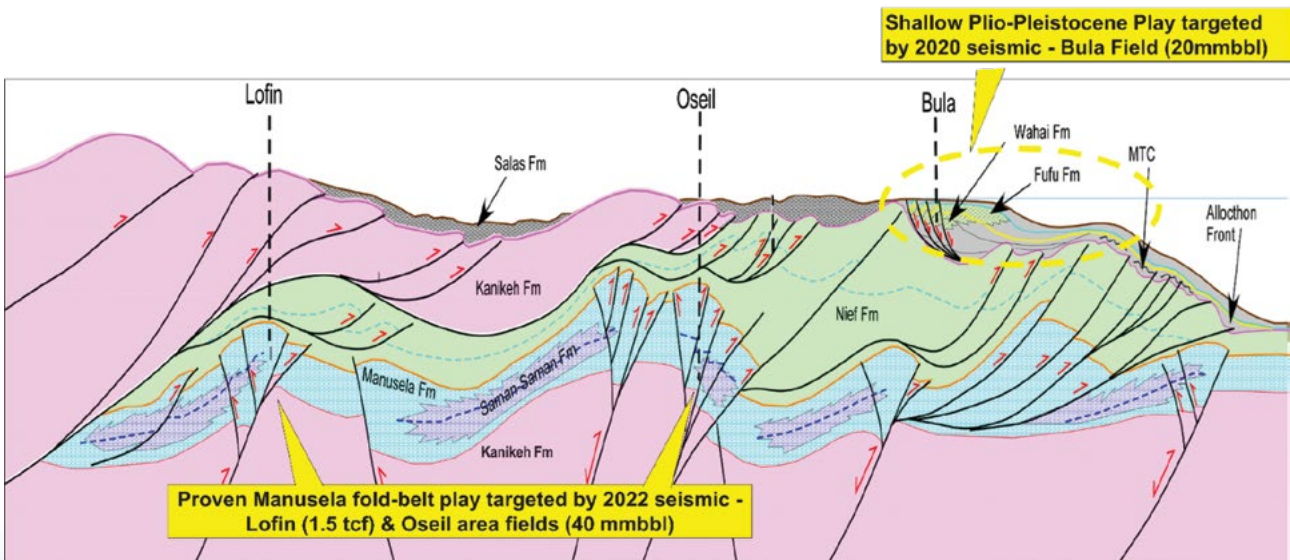 Shallow Plio-Pleistocene Play targeted
by 2020 seismic - Bula Field (20mmbbl)
Lofin
Oseil
Bula
Wahai Fm
MTC
Salas Fm
Fufu Fm
Allocthon
Front
Kanikeh Fm
Nief Fm
Manusela Fm
Saman-Saman Fm
Kanikeh Fm
Proven Manusela fold-belt play targeted by 2022 seismic -
Lofin (1.5 tcf) & Oseil area fields (40 mmbbl)